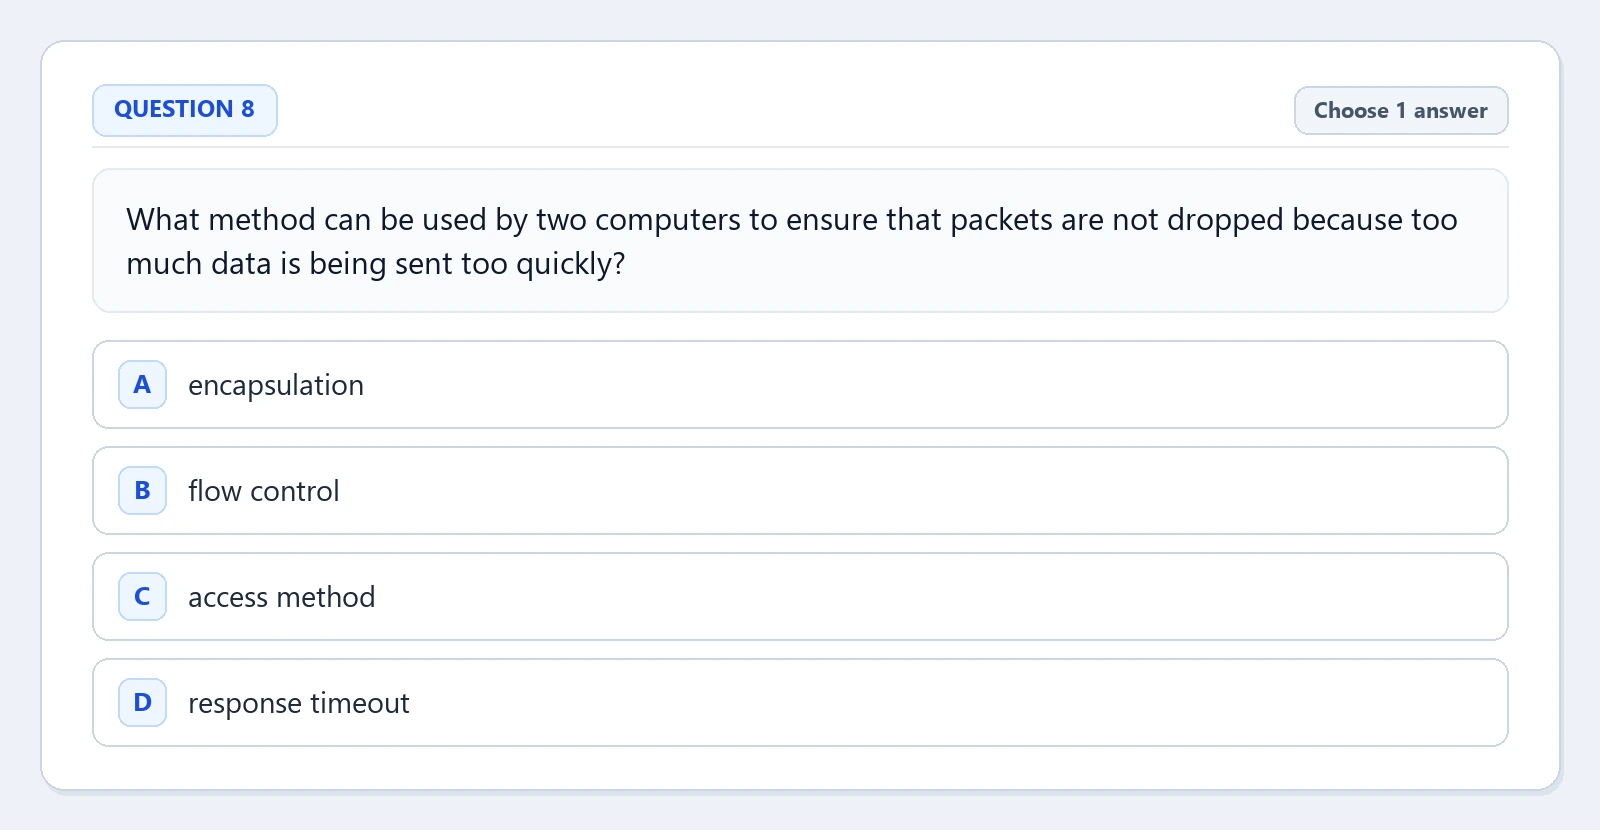 QUESTION 8
Choose 1 answer
What method can be used by two computers to ensure that packets are not dropped because too
much data is being sent too quickly?
A encapsulation
B flow control
C access method
D response timeout